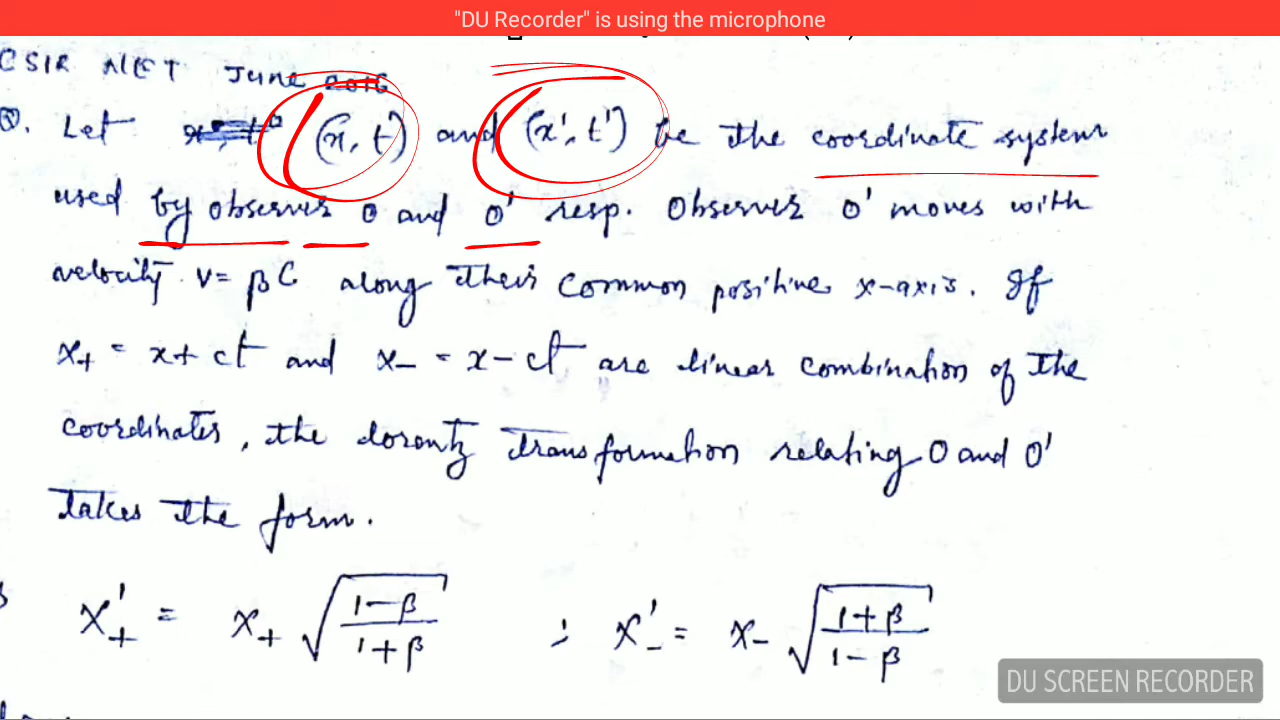 "DU Recorder" is using the microphone
CSIR NET June 2016
Q. Let (x, t) and (x', t') be the coordinate system
used by observer O and O' resp. Observer O' moves with
velocity v = βC along their common positive x-axis. If
x₊ = x + ct and x₋ = x - ct are linear combination of the
coordinates, the Lorentz transformation relating O and O'
takes the form.
x'₊ = x₊ √((1-β)/(1+β)) ; x'₋ = x₋ √((1+β)/(1-β))
DU SCREEN RECORDER